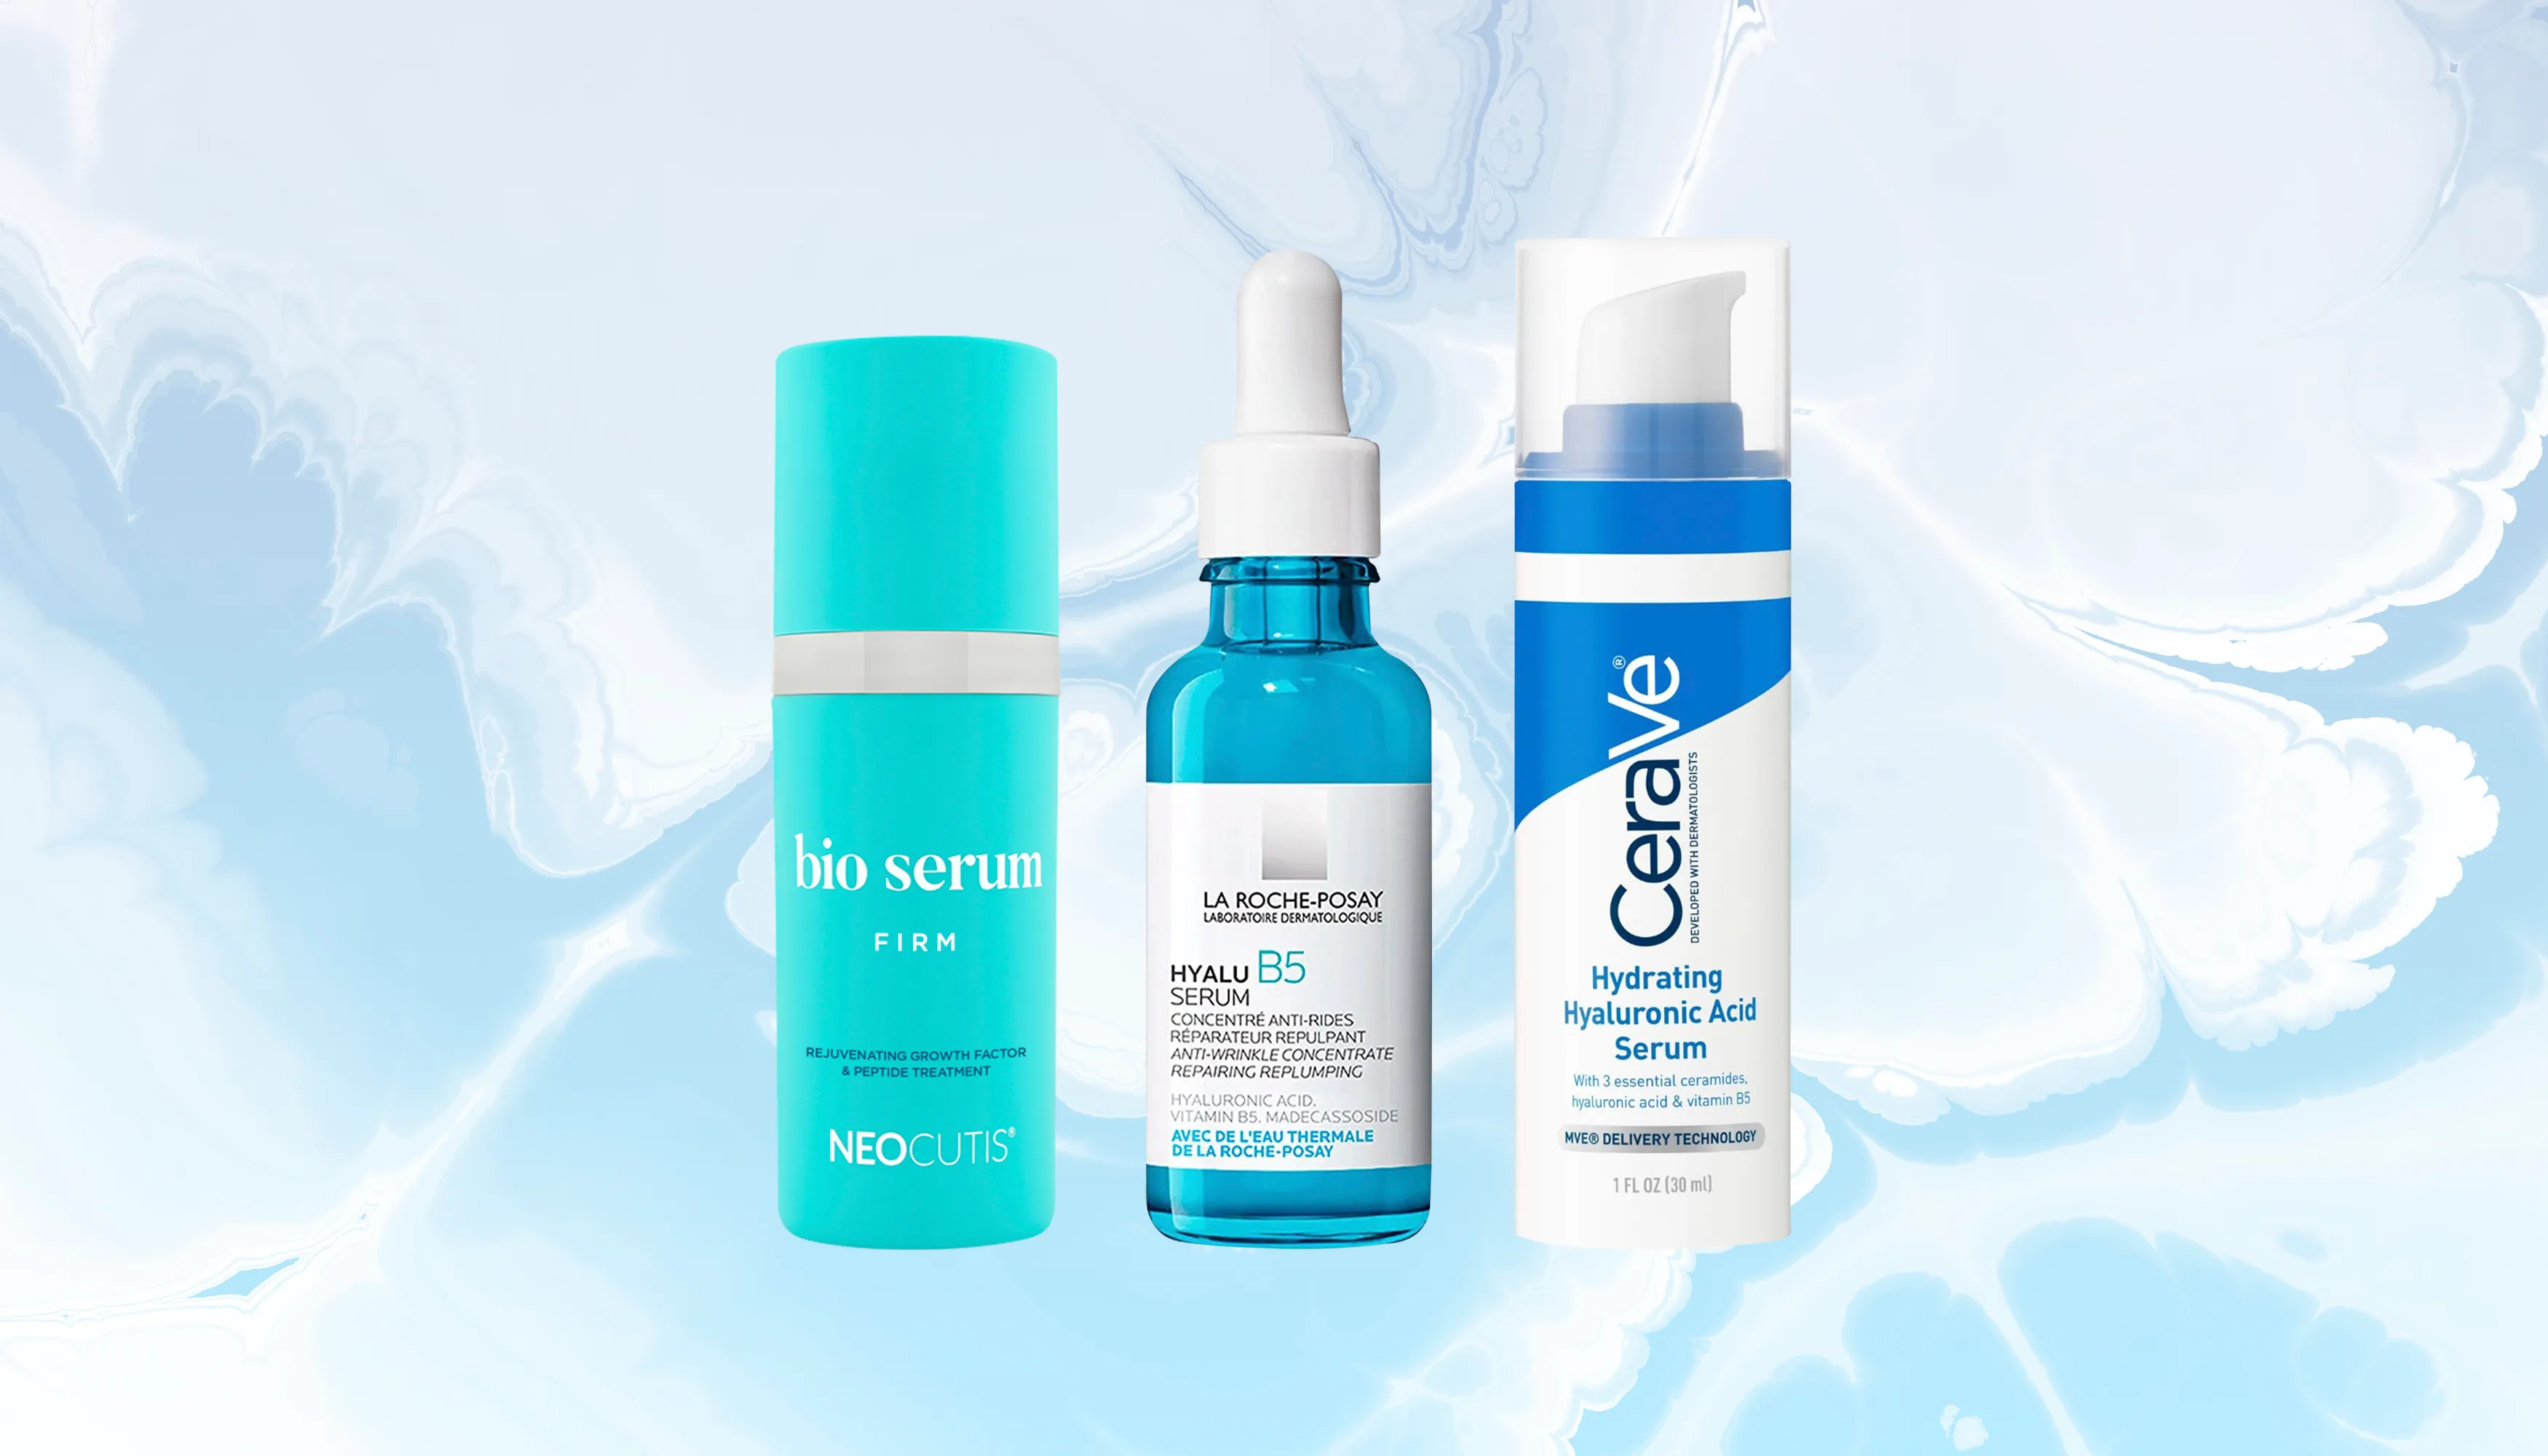 bio serum
FIRM
REJUVENATING GROWTH FACTOR
& PEPTIDE TREATMENT
NEOCUTIS®
LA ROCHE-POSAY
LABORATOIRE DERMATOLOGIQUE
HYALU B5
SERUM
CONCENTRÉ ANTI-RIDES
RÉPARATEUR REPULPANT
ANTI-WRINKLE CONCENTRATE
REPAIRING REPLUMPING
HYALURONIC ACID.
VITAMIN B5. MADECASSOSIDE
AVEC DE L'EAU THERMALE
DE LA ROCHE-POSAY
CeraVe®
DEVELOPED WITH DERMATOLOGISTS
Hydrating
Hyaluronic Acid
Serum
With 3 essential ceramides,
hyaluronic acid & vitamin B5
MVE® DELIVERY TECHNOLOGY
1 FL OZ (30 ml)